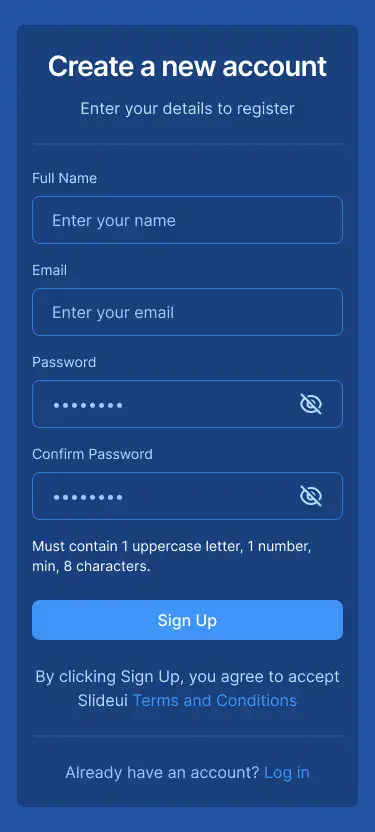 Create a new account
Enter your details to register
Full Name
Enter your name
Email
Enter your email
Password
••••••••
Confirm Password
••••••••
Must contain 1 uppercase letter, 1 number,
min, 8 characters.
Sign Up
By clicking Sign Up, you agree to accept
Slideui Terms and Conditions
Already have an account? Log in